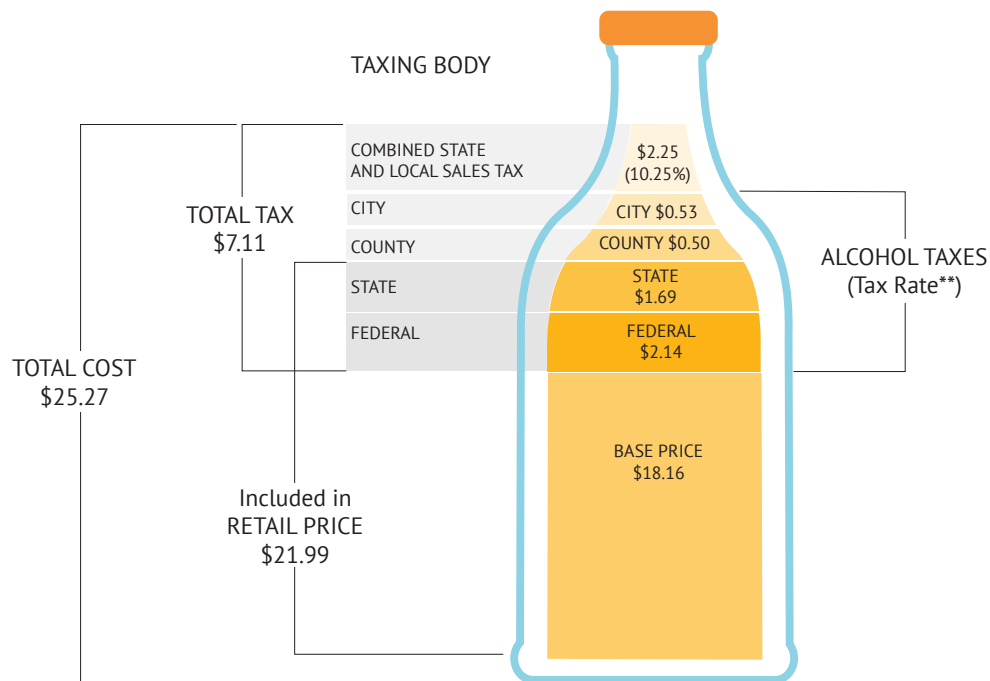 TAXING BODY
COMBINED STATE
AND LOCAL SALES TAX
$2.25
(10.25%)
CITY
CITY $0.53
TOTAL TAX
$7.11
COUNTY
COUNTY $0.50
ALCOHOL TAXES
(Tax Rate**)
STATE
STATE
$1.69
FEDERAL
FEDERAL
$2.14
TOTAL COST
$25.27
BASE PRICE
$18.16
Included in
RETAIL PRICE
$21.99